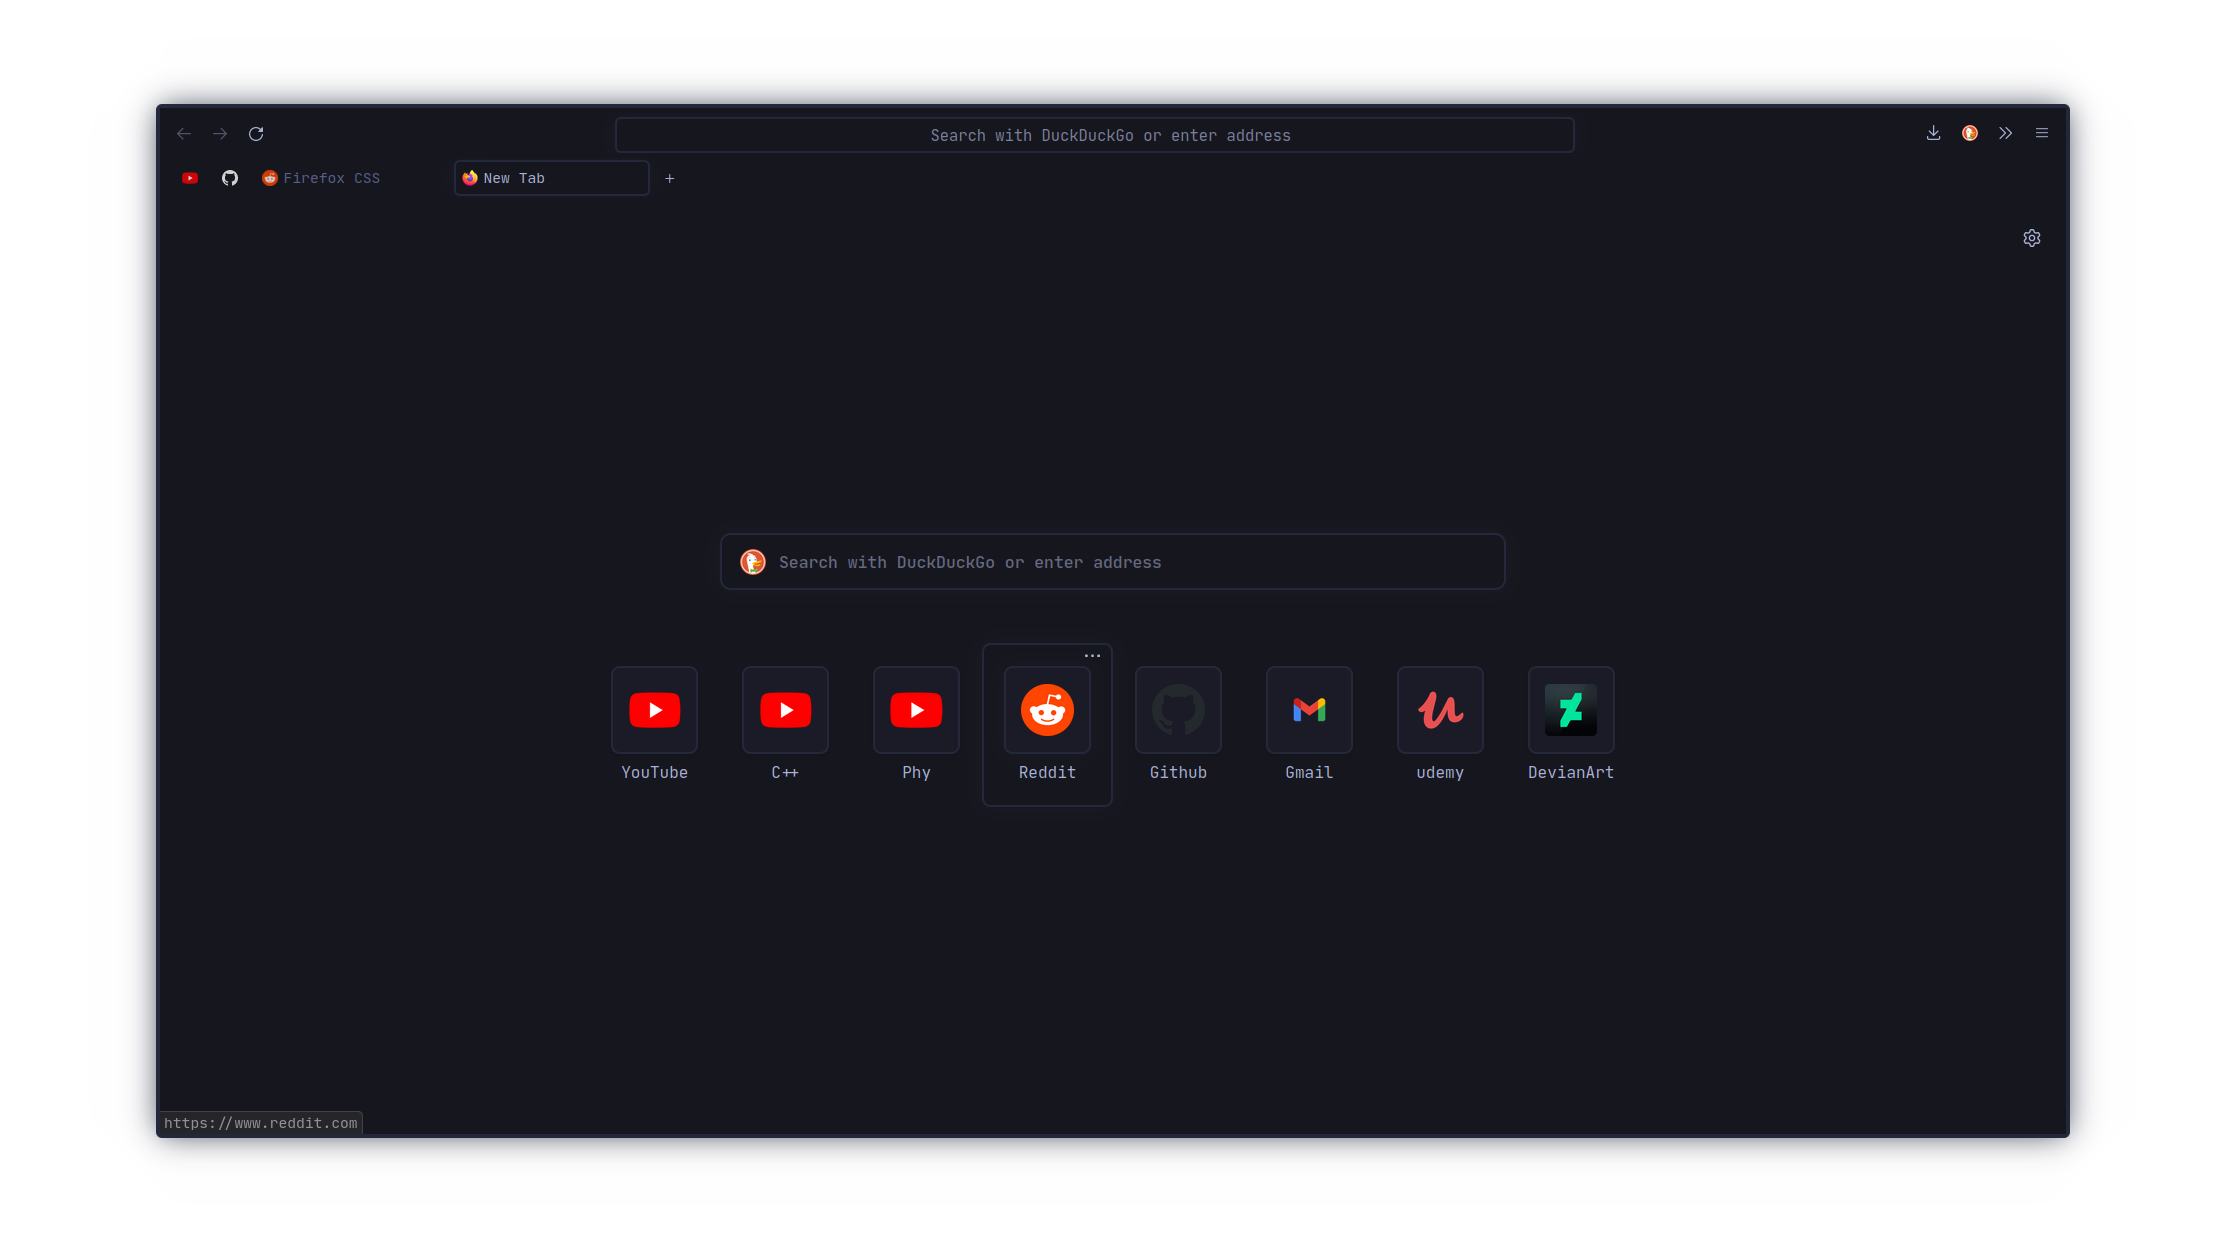 Search with DuckDuckGo or enter address
Firefox CSS
New Tab
Search with DuckDuckGo or enter address
YouTube
C++
Phy
Reddit
Github
Gmail
udemy
DevianArt
https://www.reddit.com